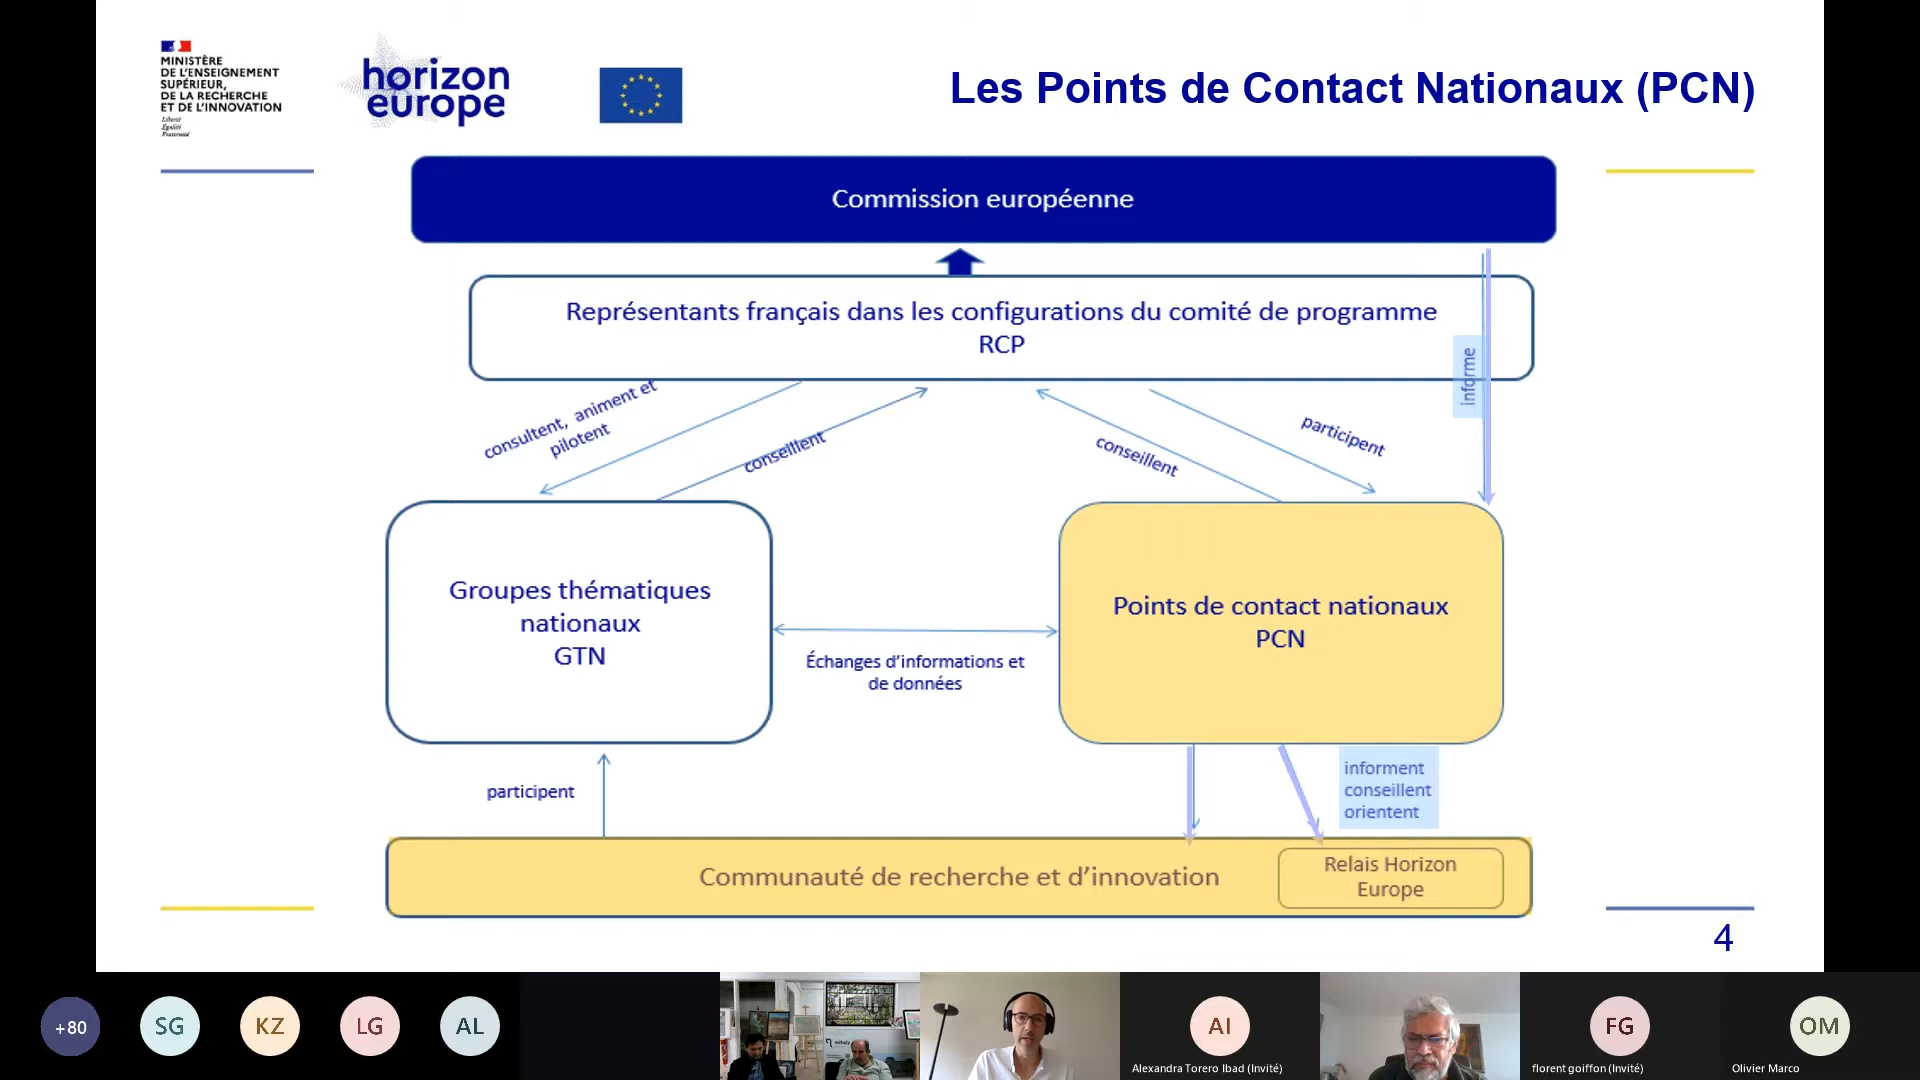 MINISTÈRE
DE L'ENSEIGNEMENT
SUPÉRIEUR,
DE LA RECHERCHE
ET DE L'INNOVATION
Liberté
Égalité
Fraternité
horizon
europe
Les Points de Contact Nationaux (PCN)
Commission européenne
Représentants français dans les configurations du comité de programme
RCP
informe
consultent, animent et
pilotent
conseillent
conseillent
participent
Groupes thématiques
nationaux
GTN
Échanges d'informations et
de données
Points de contact nationaux
PCN
participent
informent
conseillent
orientent
Communauté de recherche et d'innovation
Relais Horizon
Europe
4
+80
SG
KZ
LG
AL
AI
Alexandra Torero Ibad (Invité)
FG
florent goiffon (Invité)
OM
Olivier Marco